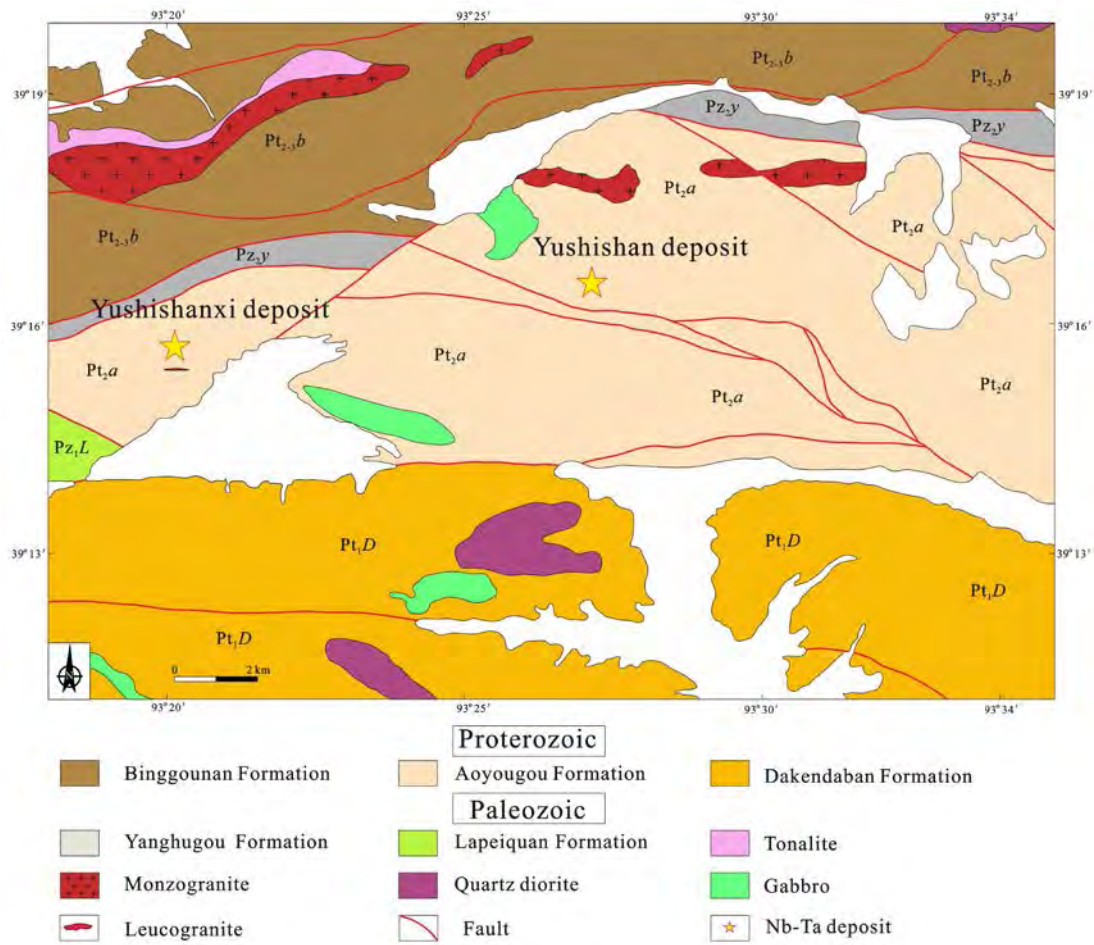 93°20′ 93°25′ 93°30′ 93°34′
Pt₂₋₃b
Pt₂₋₃b
39°19′ 39°19′
Pz₂y
Pz₂y
Pt₂₋₃b
Pt₂a
Pt₂a
Pt₂₋₃b
Pz₂y
Yushishan deposit
Yushishanxi deposit
39°16′ 39°16′
Pt₂a Pt₂a
Pt₂a
Pt₂a
Pz₁L
Pt₁D Pt₁D
39°13′ 39°13′
Pt₁D
Pt₁D
N
0 2 km
93°20′ 93°25′ 93°30′ 93°34′
Proterozoic
Binggounan Formation Aoyougou Formation Dakendaban Formation
Paleozoic
Yanghugou Formation Lapeiquan Formation Tonalite
Monzogranite Quartz diorite Gabbro
Leucogranite Fault Nb-Ta deposit